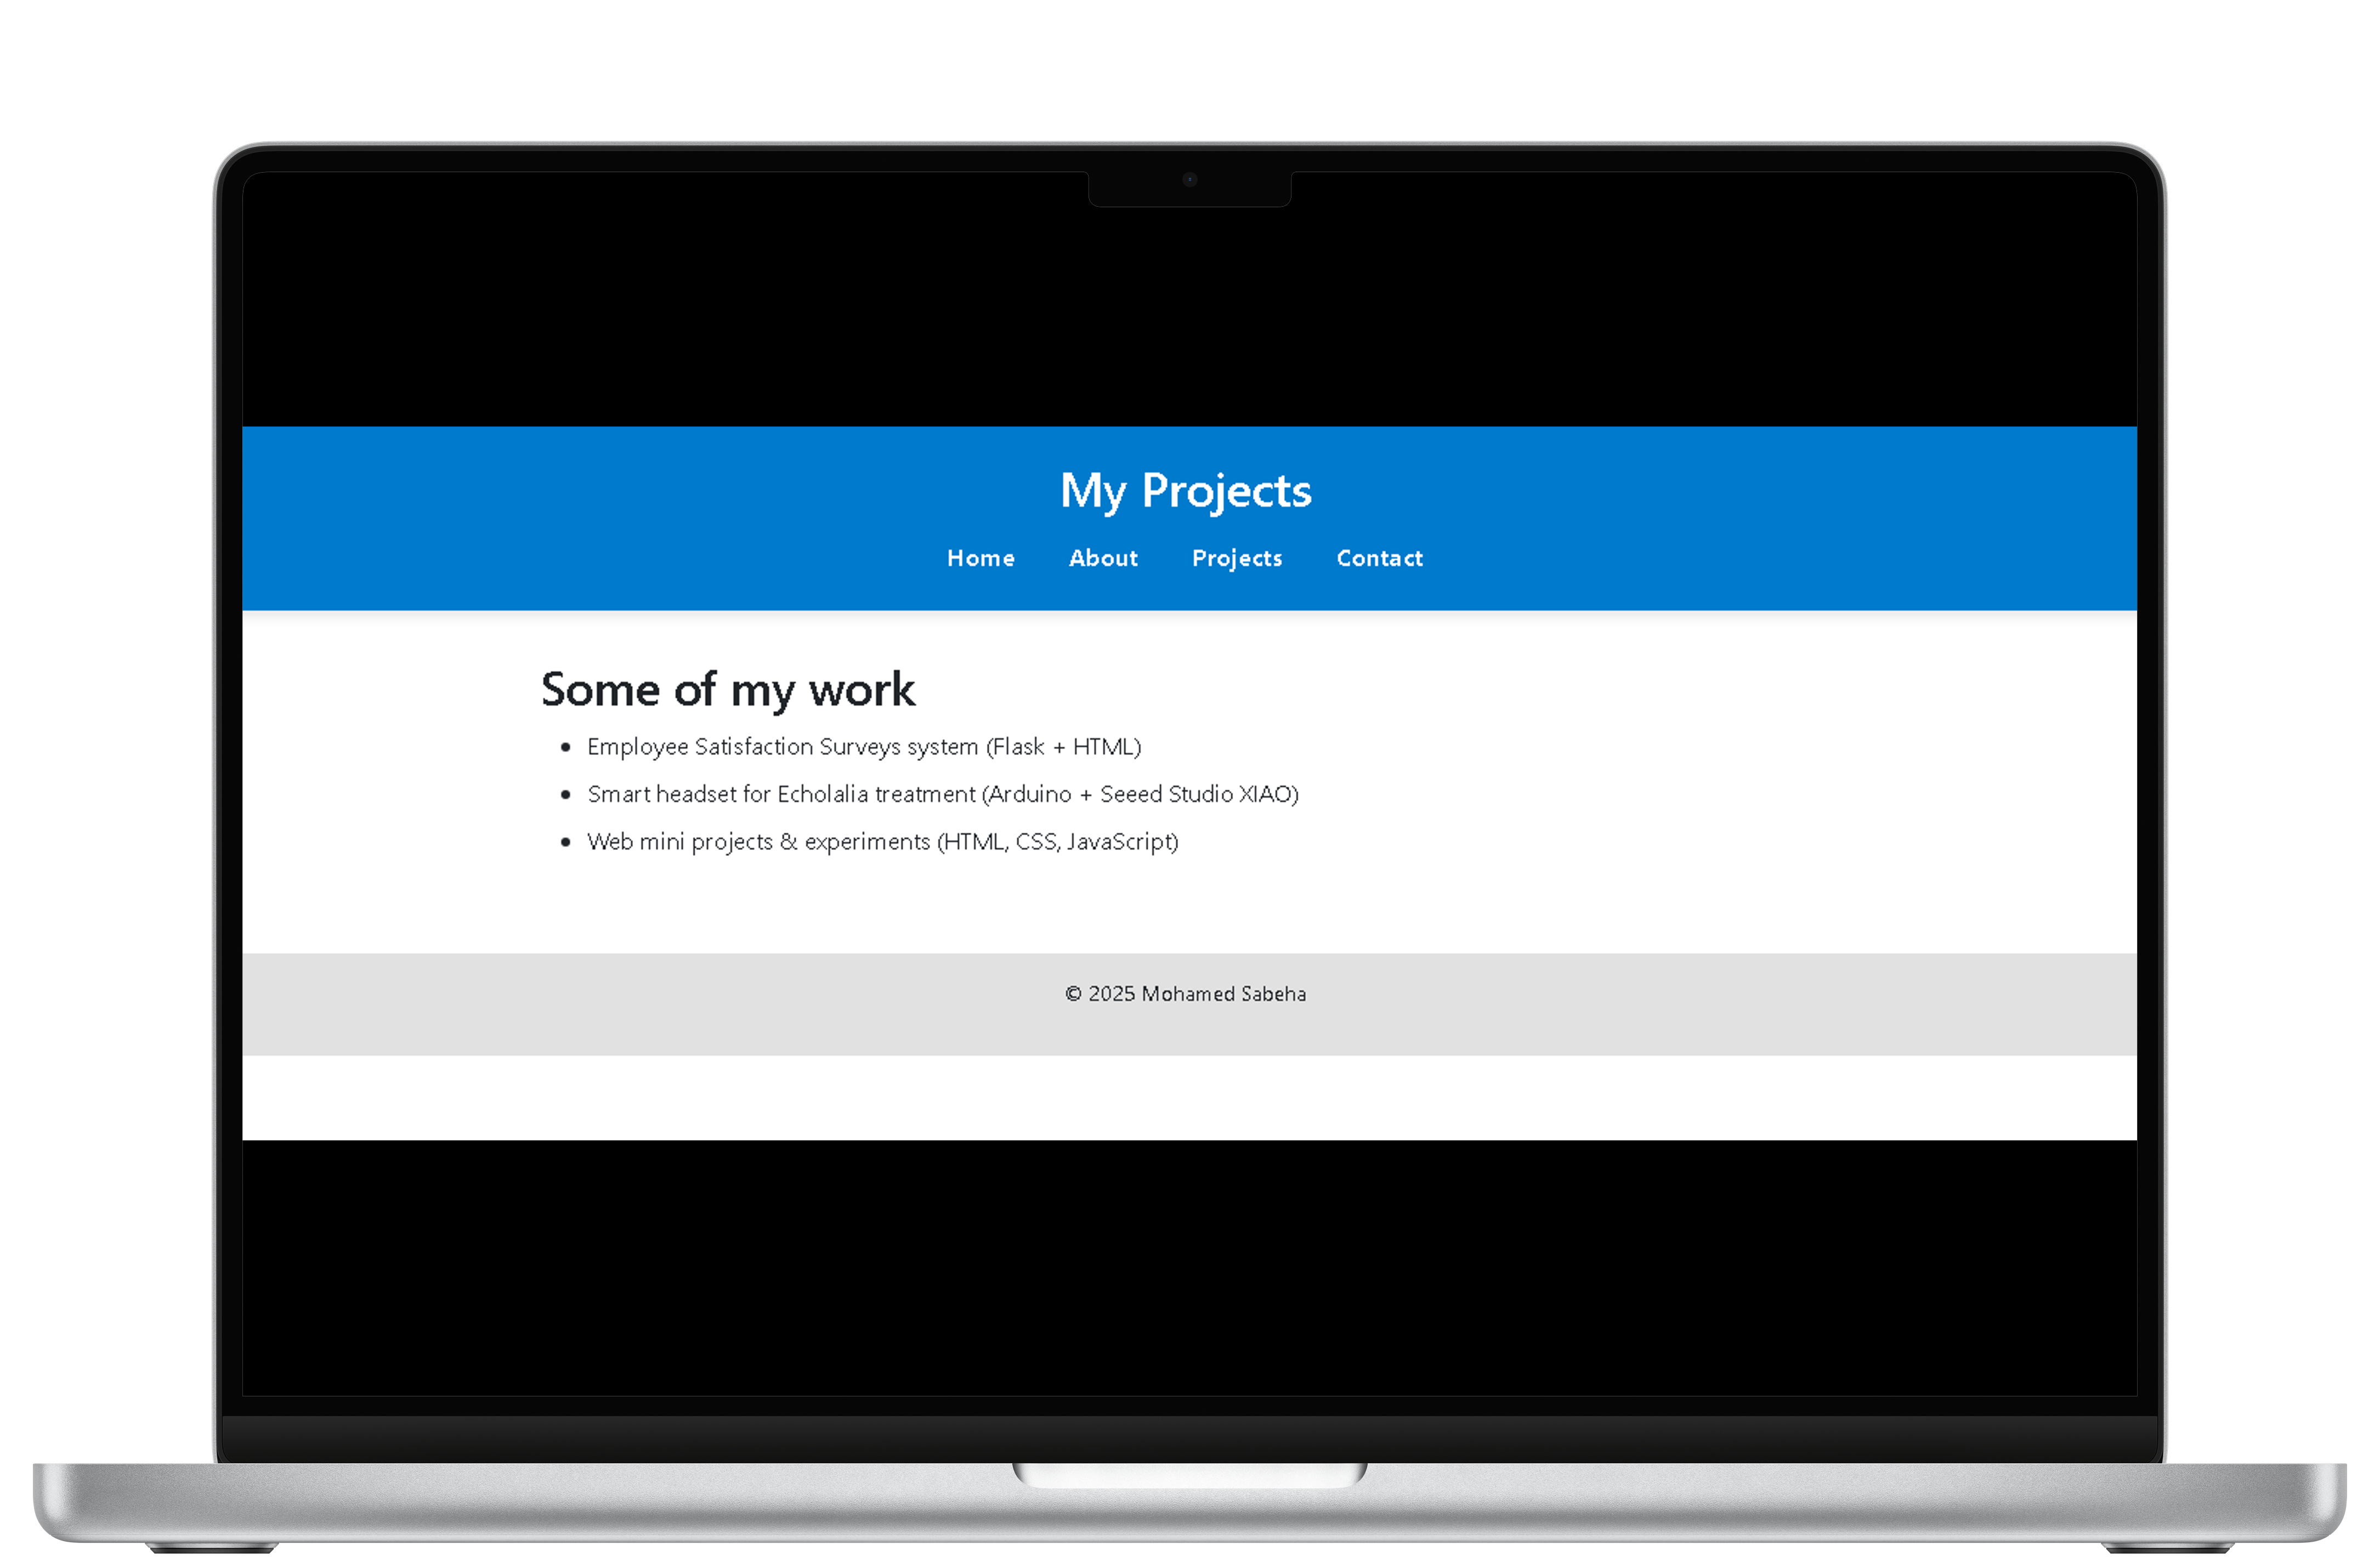 My Projects
Home About Projects Contact
Some of my work
• Employee Satisfaction Surveys system (Flask + HTML)
• Smart headset for Echolalia treatment (Arduino + Seeed Studio XIAO)
• Web mini projects & experiments (HTML, CSS, JavaScript)
© 2025 Mohamed Sabeha